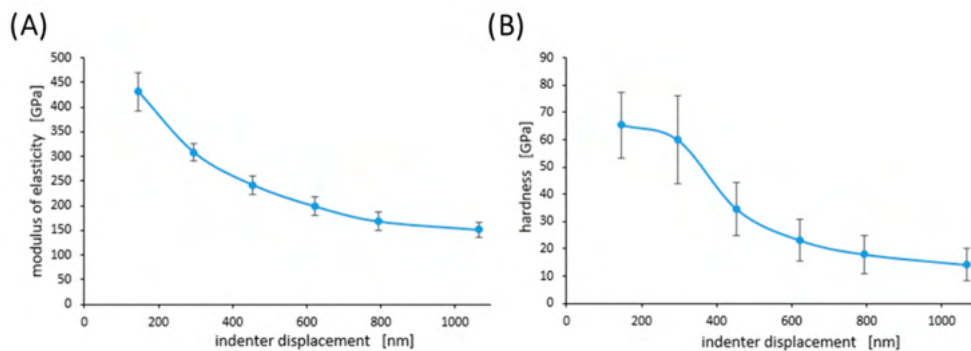 (A)
modulus of elasticity [GPa]
500
450
400
350
300
250
200
150
100
50
0
0 200 400 600 800 1000
indenter displacement [nm]
(B)
hardness [GPa]
90
80
70
60
50
40
30
20
10
0
0 200 400 600 800 1000
indenter displacement [nm]